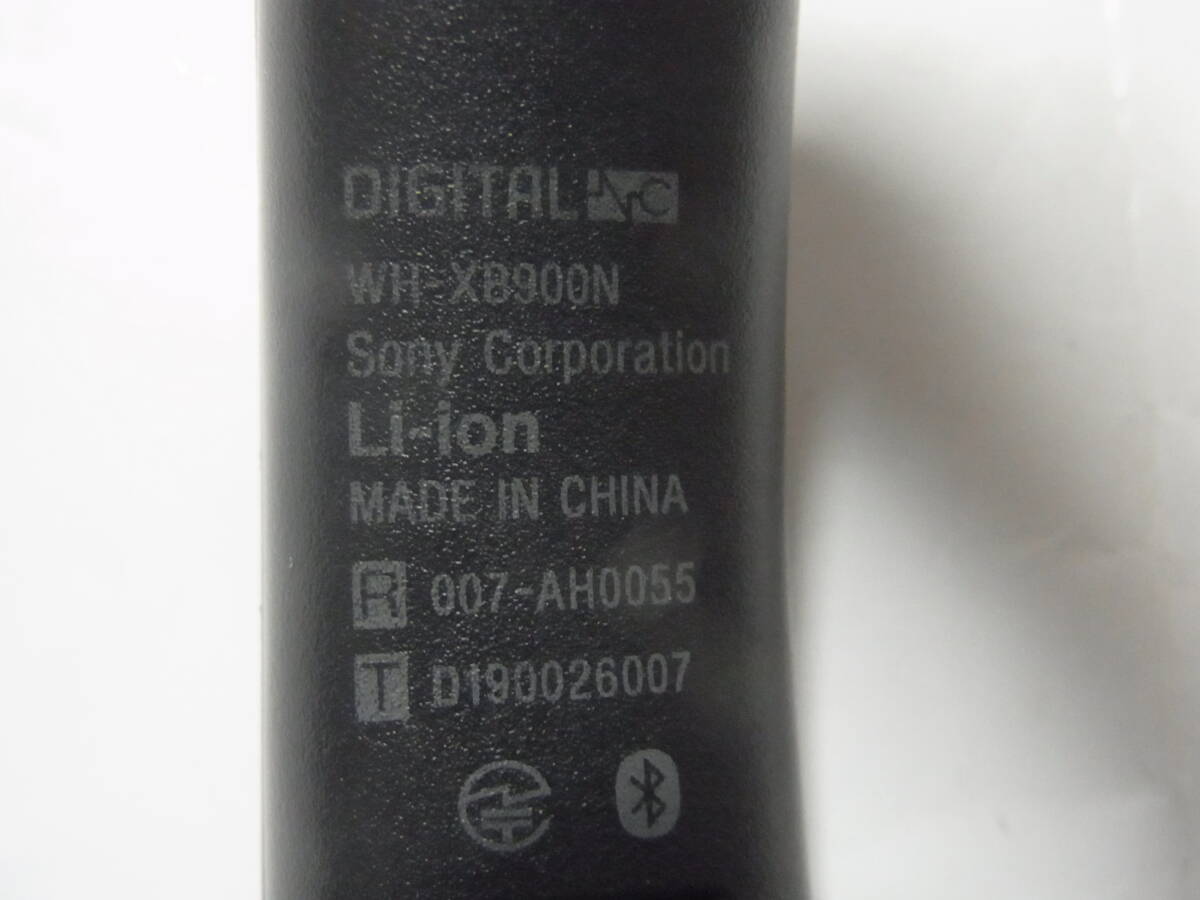 DIGITAL NC
WH-XB900N
Sony Corporation
Li-ion
MADE IN CHINA
R 007-AH0055
T D190026007